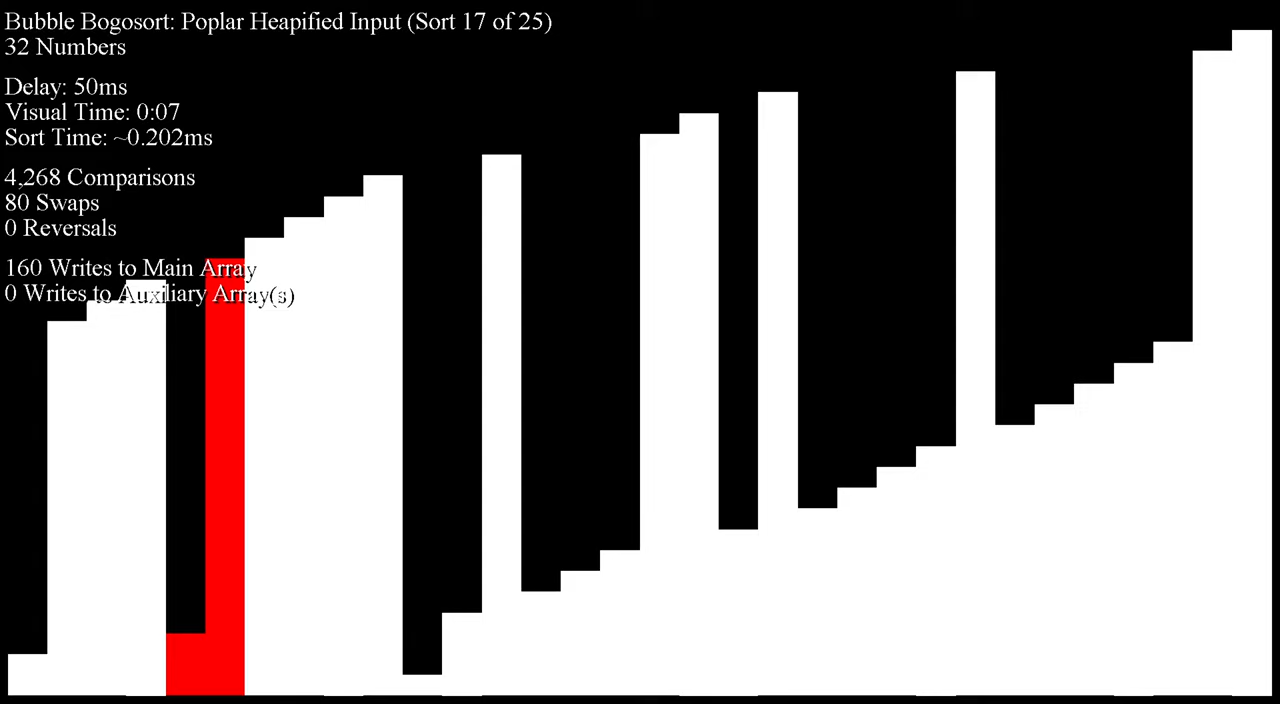 Bubble Bogosort: Poplar Heapified Input (Sort 17 of 25)
32 Numbers
Delay: 50ms
Visual Time: 0:07
Sort Time: ~0.202ms
4,268 Comparisons
80 Swaps
0 Reversals
160 Writes to Main Array
0 Writes to Auxiliary Array(s)